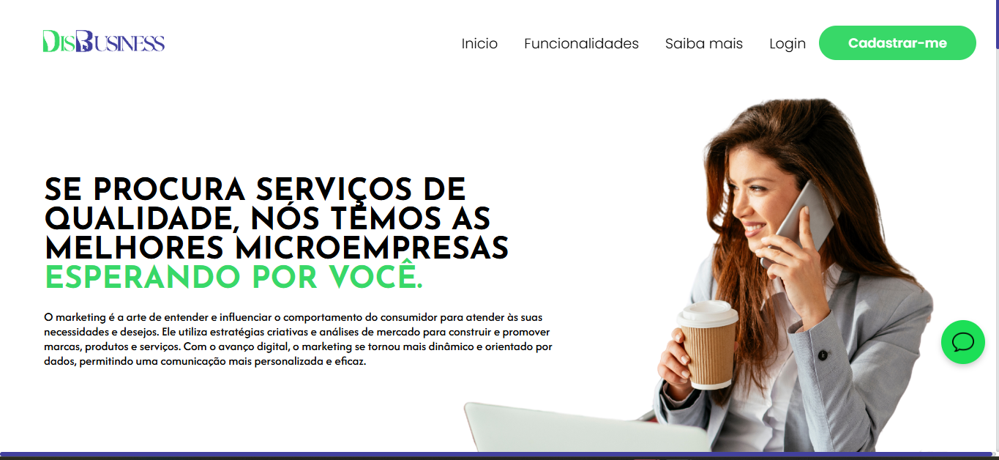 DISBUSINESS
Inicio
Funcionalidades
Saiba mais
Login
Cadastrar-me
SE PROCURA SERVIÇOS DE
QUALIDADE, NÓS TEMOS AS
MELHORES MICROEMPRESAS
ESPERANDO POR VOCÊ.
O marketing é a arte de entender e influenciar o comportamento do consumidor para atender às suas
necessidades e desejos. Ele utiliza estratégias criativas e análises de mercado para construir e promover
marcas, produtos e serviços. Com o avanço digital, o marketing se tornou mais dinâmico e orientado por
dados, permitindo uma comunicação mais personalizada e eficaz.